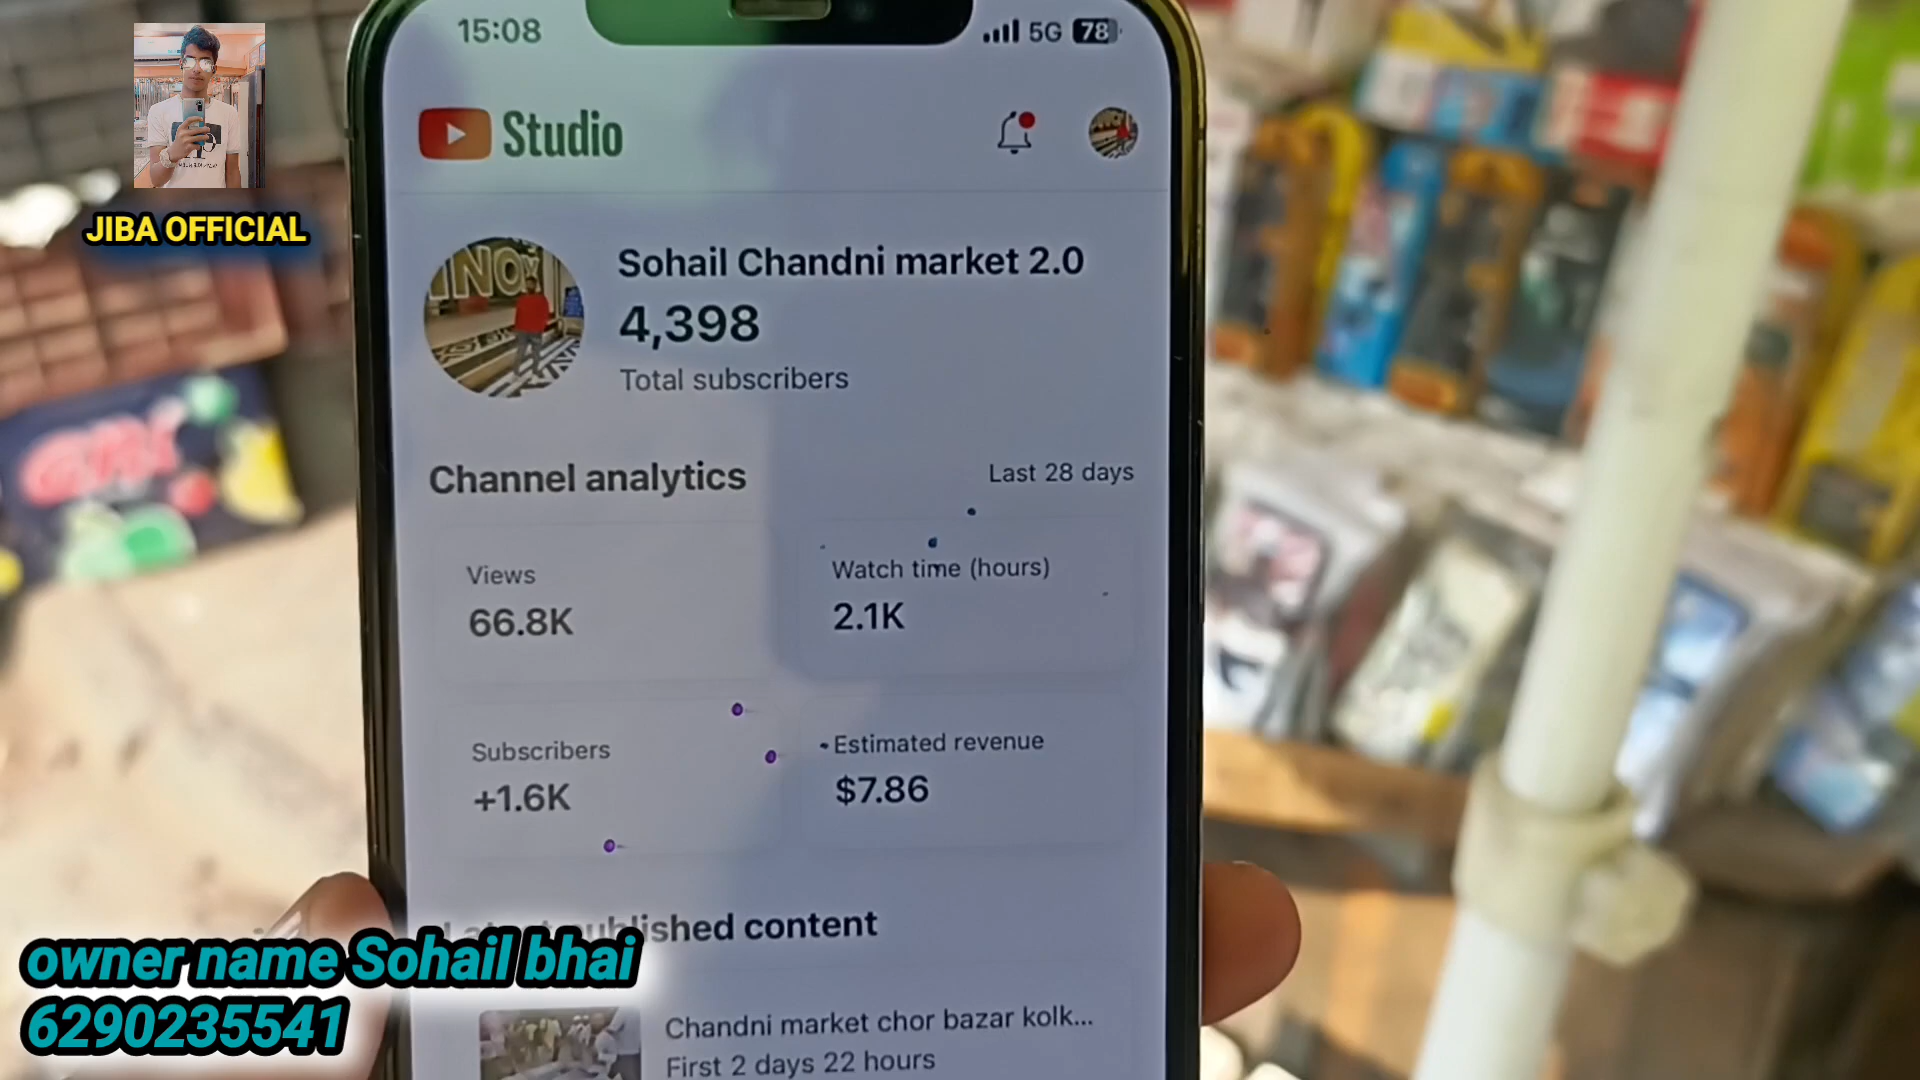 15:08
5G 78
Studio
JIBA OFFICIAL
INOX
Sohail Chandni market 2.0
4,398
Total subscribers
Channel analytics
Last 28 days
Views
66.8K
Watch time (hours)
2.1K
Subscribers
+1.6K
Estimated revenue
$7.86
Latest published content
owner name Sohail bhai
6290235541
Chandni market chor bazar kolk...
First 2 days 22 hours